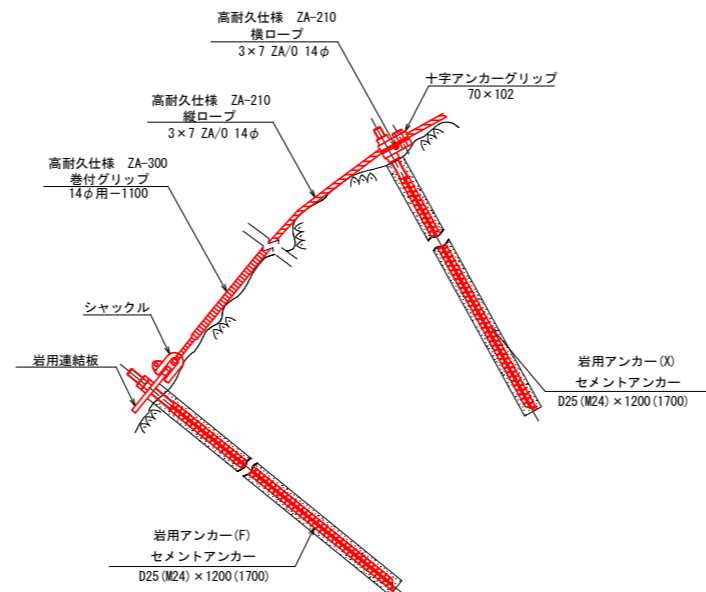 高耐久仕様 ZA-210
横ロープ
3×7 ZA/O 14φ
十字アンカーグリップ
70×102
高耐久仕様 ZA-210
縦ロープ
3×7 ZA/O 14φ
高耐久仕様 ZA-300
巻付グリップ
14φ用ー1100
シャックル
岩用連結板
岩用アンカー(X)
セメントアンカー
D25(M24)×1200(1700)
岩用アンカー(F)
セメントアンカー
D25(M24)×1200(1700)